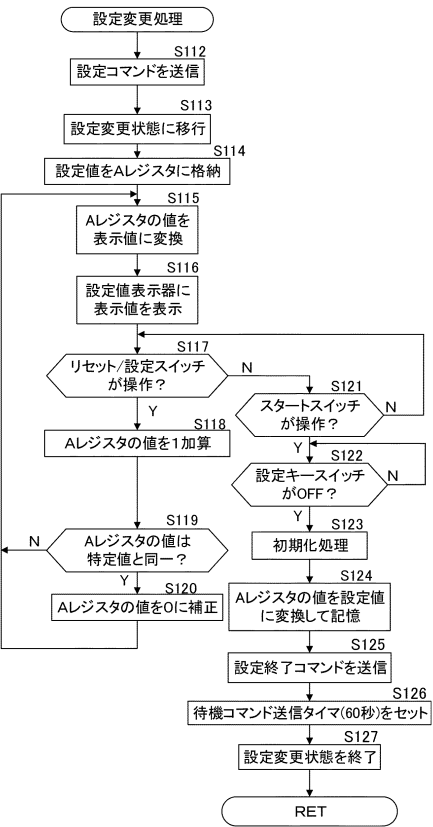 設定変更処理
S112
設定コマンドを送信
S113
設定変更状態に移行
S114
設定値をAレジスタに格納
S115
Aレジスタの値を
表示値に変換
S116
設定値表示器に
表示値を表示
S117
リセット/設定スイッチ
が操作?
N
Y
S118
Aレジスタの値を1加算
S119
Aレジスタの値は
特定値と同一?
N
Y
S120
Aレジスタの値を0に補正
S121
スタートスイッチ
が操作?
N
Y
S122
設定キースイッチ
がOFF?
N
Y
S123
初期化処理
S124
Aレジスタの値を設定値
に変換して記憶
S125
設定終了コマンドを送信
S126
待機コマンド送信タイマ(60秒)をセット
S127
設定変更状態を終了
RET